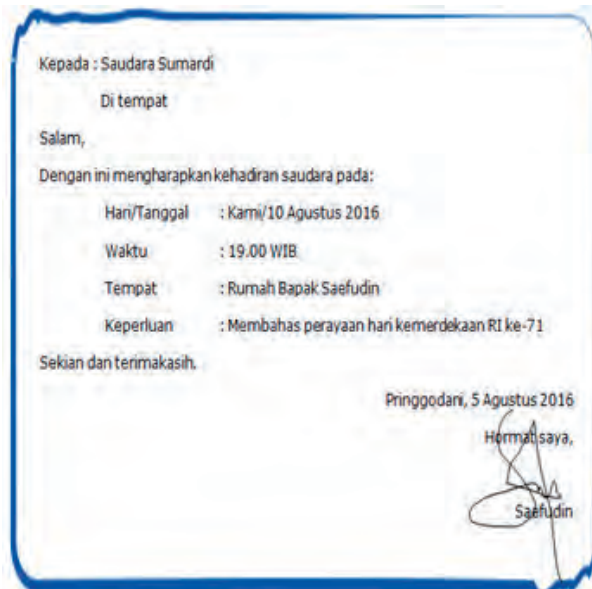 Kepada : Saudara Sumardi
Di tempat
Salam,
Dengan ini mengharapkan kehadiran saudara pada:
Hari/Tanggal : Kami/10 Agustus 2016
Waktu : 19.00 WIB
Tempat : Rumah Bapak Saefudin
Keperluan : Membahas perayaan hari kemerdekaan RI ke-71
Sekian dan terimakasih.
Pringgodani, 5 Agustus 2016
Hormat saya,
Saefudin